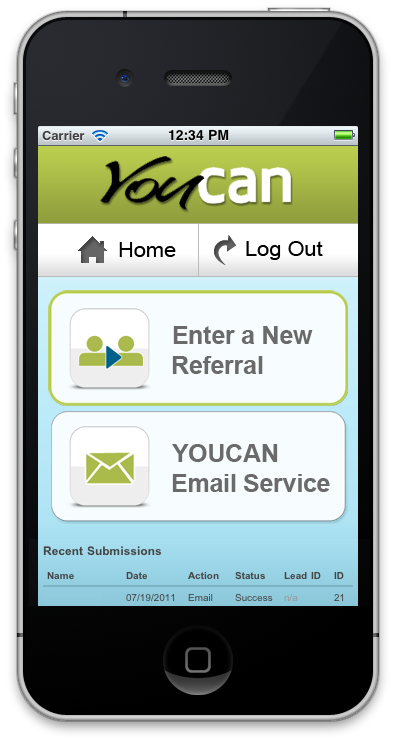 Carrier 12:34 PM
Youcan
Home Log Out
Enter a New
Referral
YOUCAN
Email Service
Recent Submissions
Name Date Action Status Lead ID ID
07/19/2011 Email Success n/a 21